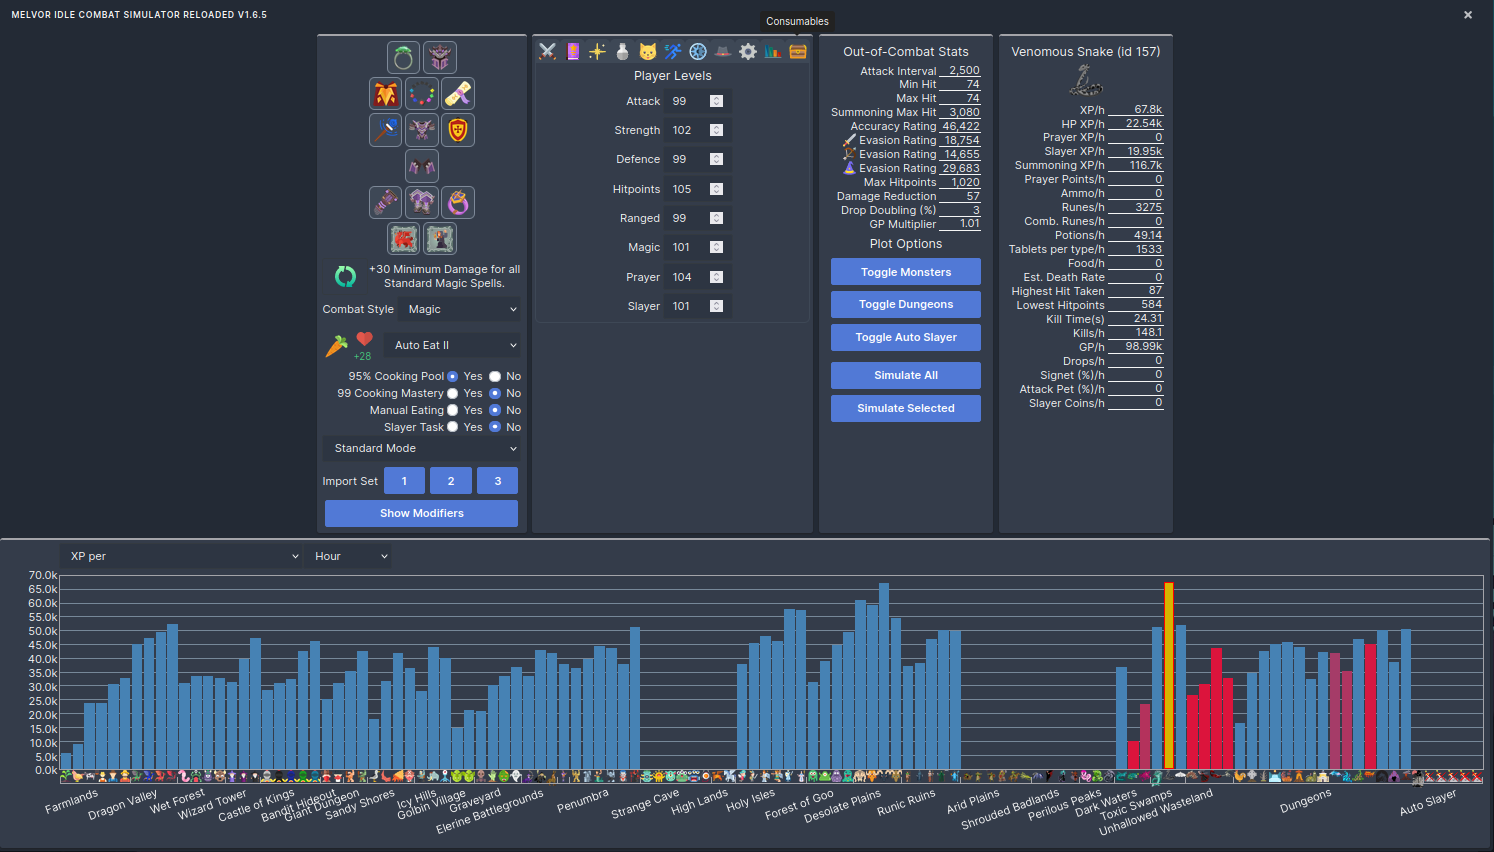 MELVOR IDLE COMBAT SIMULATOR RELOADED V1.6.5
×
Consumables
+30 Minimum Damage for all
Standard Magic Spells.
Combat Style Magic
+28
Auto Eat II
95% Cooking Pool Yes No
99 Cooking Mastery Yes No
Manual Eating Yes No
Slayer Task Yes No
Standard Mode
Import Set 1 2 3
Show Modifiers
Player Levels
Attack 99
Strength 102
Defence 99
Hitpoints 105
Ranged 99
Magic 101
Prayer 104
Slayer 101
Out-of-Combat Stats
Attack Interval 2,500
Min Hit 74
Max Hit 74
Summoning Max Hit 3,080
Accuracy Rating 46,422
Evasion Rating 18,754
Evasion Rating 14,655
Evasion Rating 29,683
Max Hitpoints 1,020
Damage Reduction 57
Drop Doubling (%) 3
GP Multiplier 1.01
Plot Options
Toggle Monsters
Toggle Dungeons
Toggle Auto Slayer
Simulate All
Simulate Selected
Venomous Snake (id 157)
XP/h 67.8k
HP XP/h 22.54k
Prayer XP/h 0
Slayer XP/h 19.95k
Summoning XP/h 116.7k
Prayer Points/h 0
Ammo/h 0
Runes/h 3275
Comb. Runes/h 0
Potions/h 49.14
Tablets per type/h 1533
Food/h 0
Est. Death Rate 0
Highest Hit Taken 87
Lowest Hitpoints 584
Kill Time(s) 24.31
Kills/h 148.1
GP/h 98.99k
Drops/h 0
Signet (%)/h 0
Attack Pet (%)/h 0
Slayer Coins/h 0
XP per Hour
70.0k
65.0k
60.0k
55.0k
50.0k
45.0k
40.0k
35.0k
30.0k
25.0k
20.0k
15.0k
10.0k
5.0k
0.0k
Farmlands
Dragon Valley
Wet Forest
Wizard Tower
Castle of Kings
Bandit Hideout
Giant Dungeon
Sandy Shores
Icy Hills
Goblin Village
Graveyard
Elerine Battlegrounds
Penumbra
Strange Cave
High Lands
Holy Isles
Forest of Goo
Desolate Plains
Runic Ruins
Arid Plains
Shrouded Badlands
Perilous Peaks
Dark Waters
Toxic Swamps
Unhallowed Wasteland
Dungeons
Auto Slayer